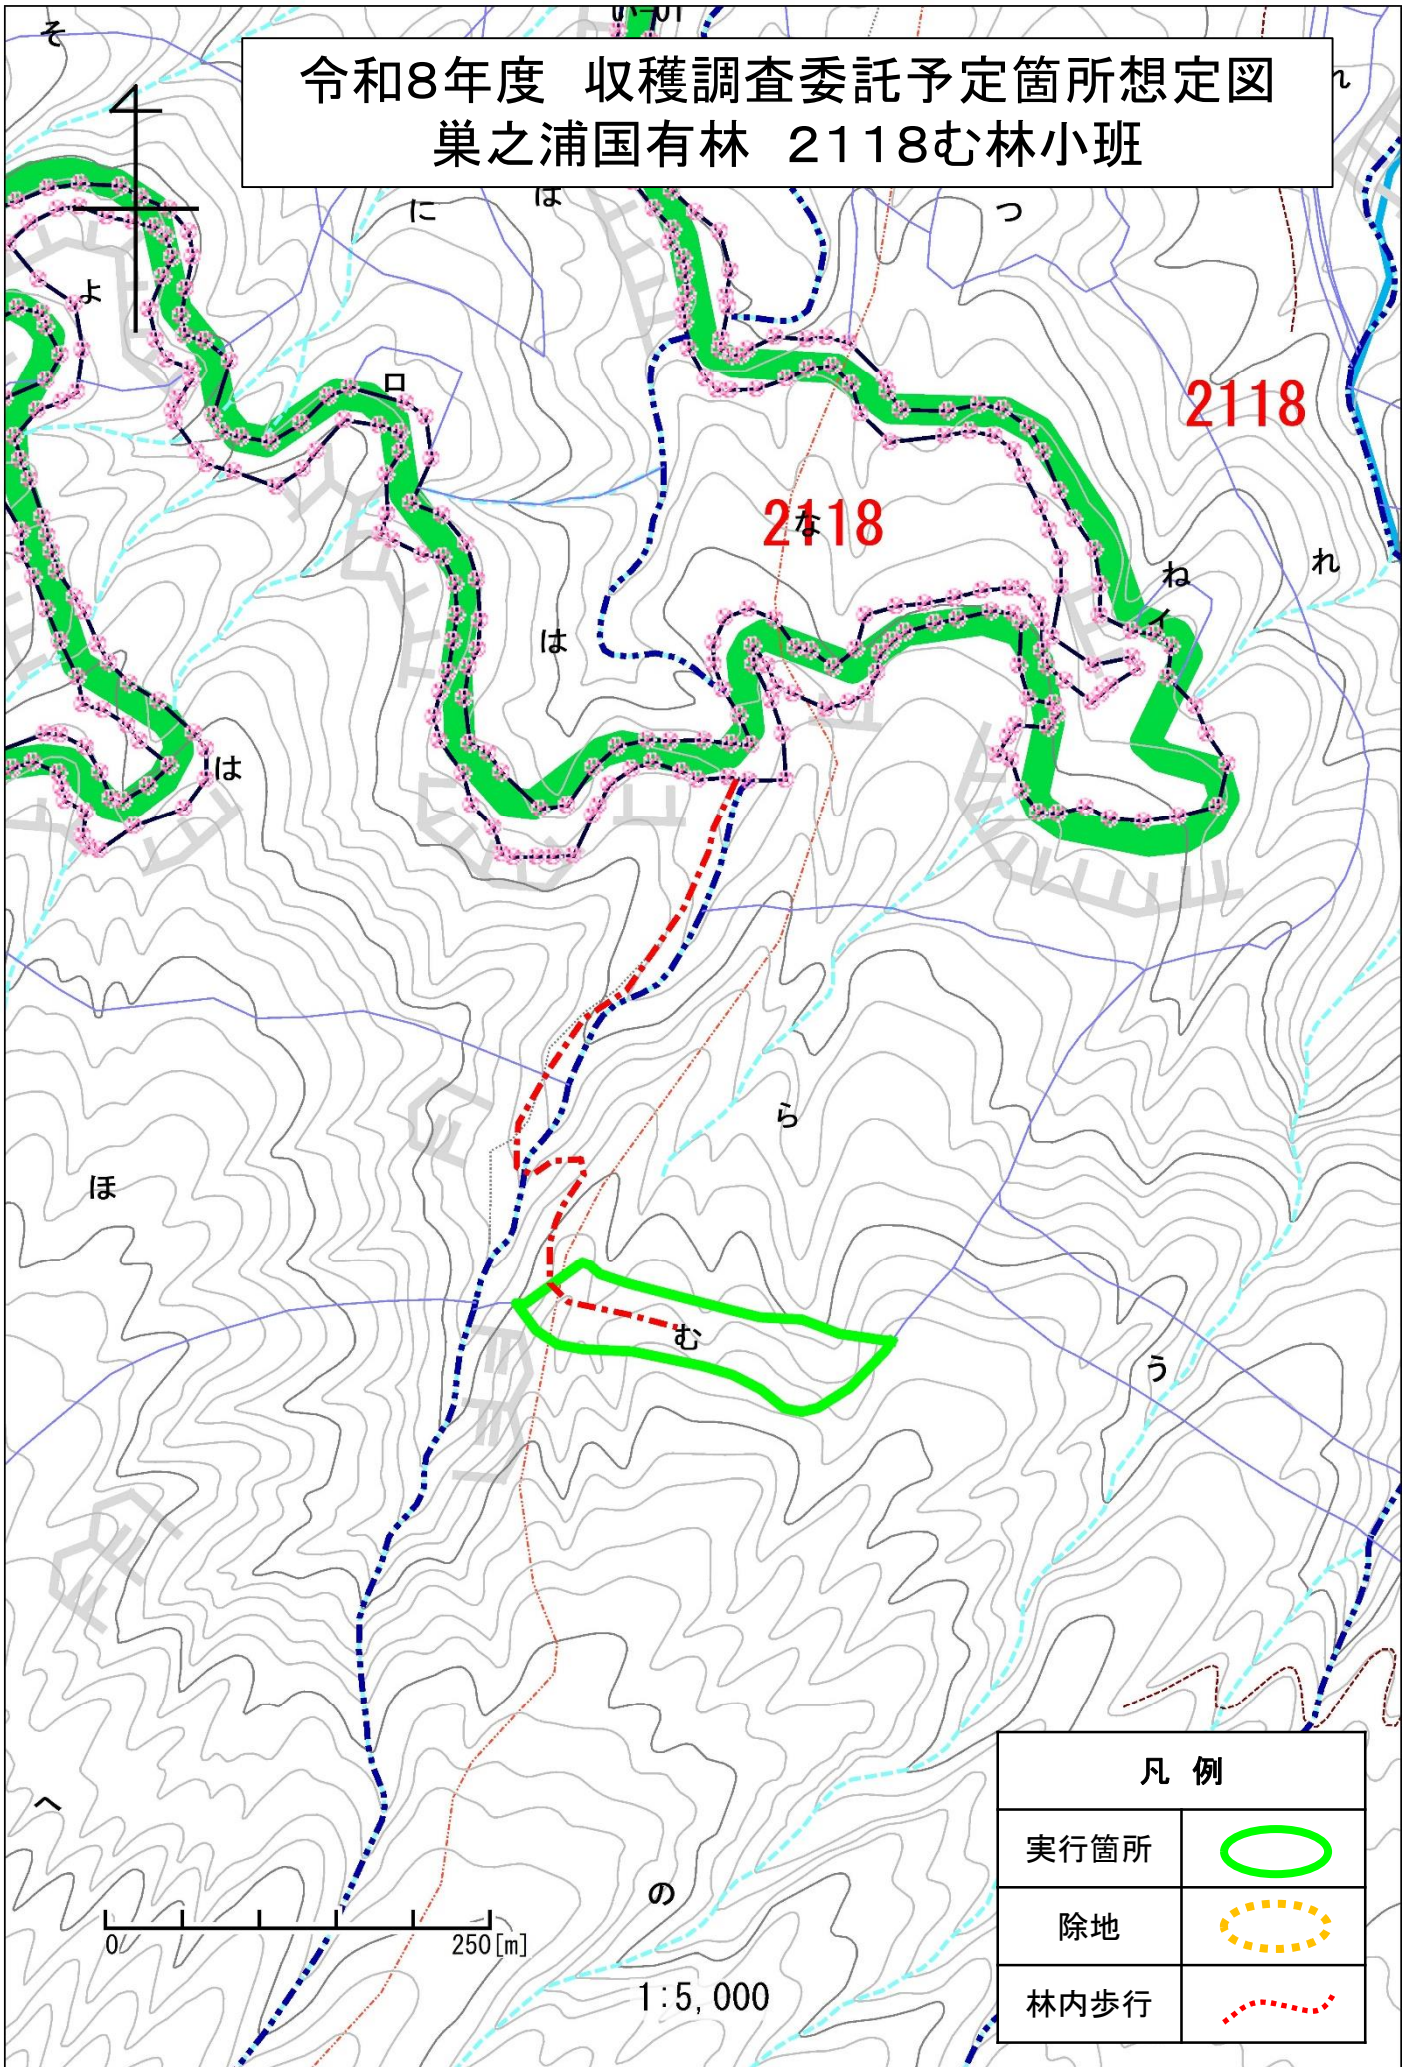 い-01
そ
令和8年度　収穫調査委託予定箇所想定図
巣之浦国有林　2118む林小班
れ
に
は
つ
よ
ロ
2118
2118
な
ね
れ
イ
は
は
ら
ほ
む
う
へ
の
0
250[m]
1:5,000
凡 例
実行箇所
除地
林内歩行